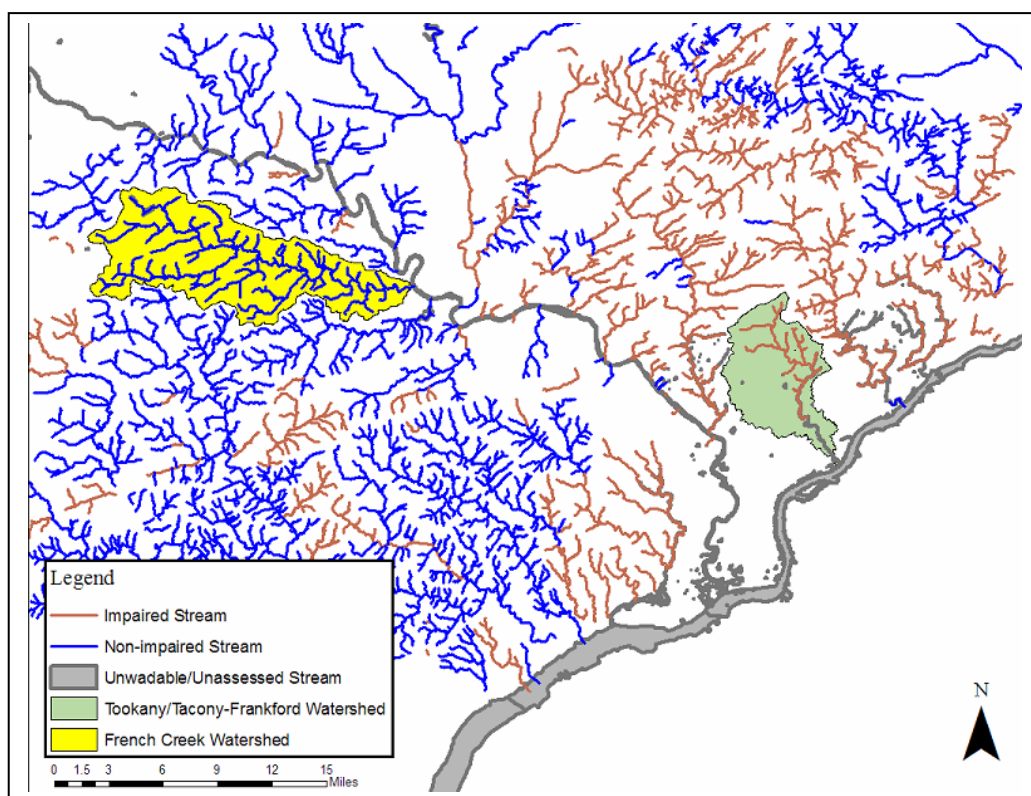 N
Legend
Impaired Stream
Non-impaired Stream
Unwadable/Unassessed Stream
Tookany/Tacony-Frankford Watershed
French Creek Watershed
0 1.5 3 6 9 12 15
Miles